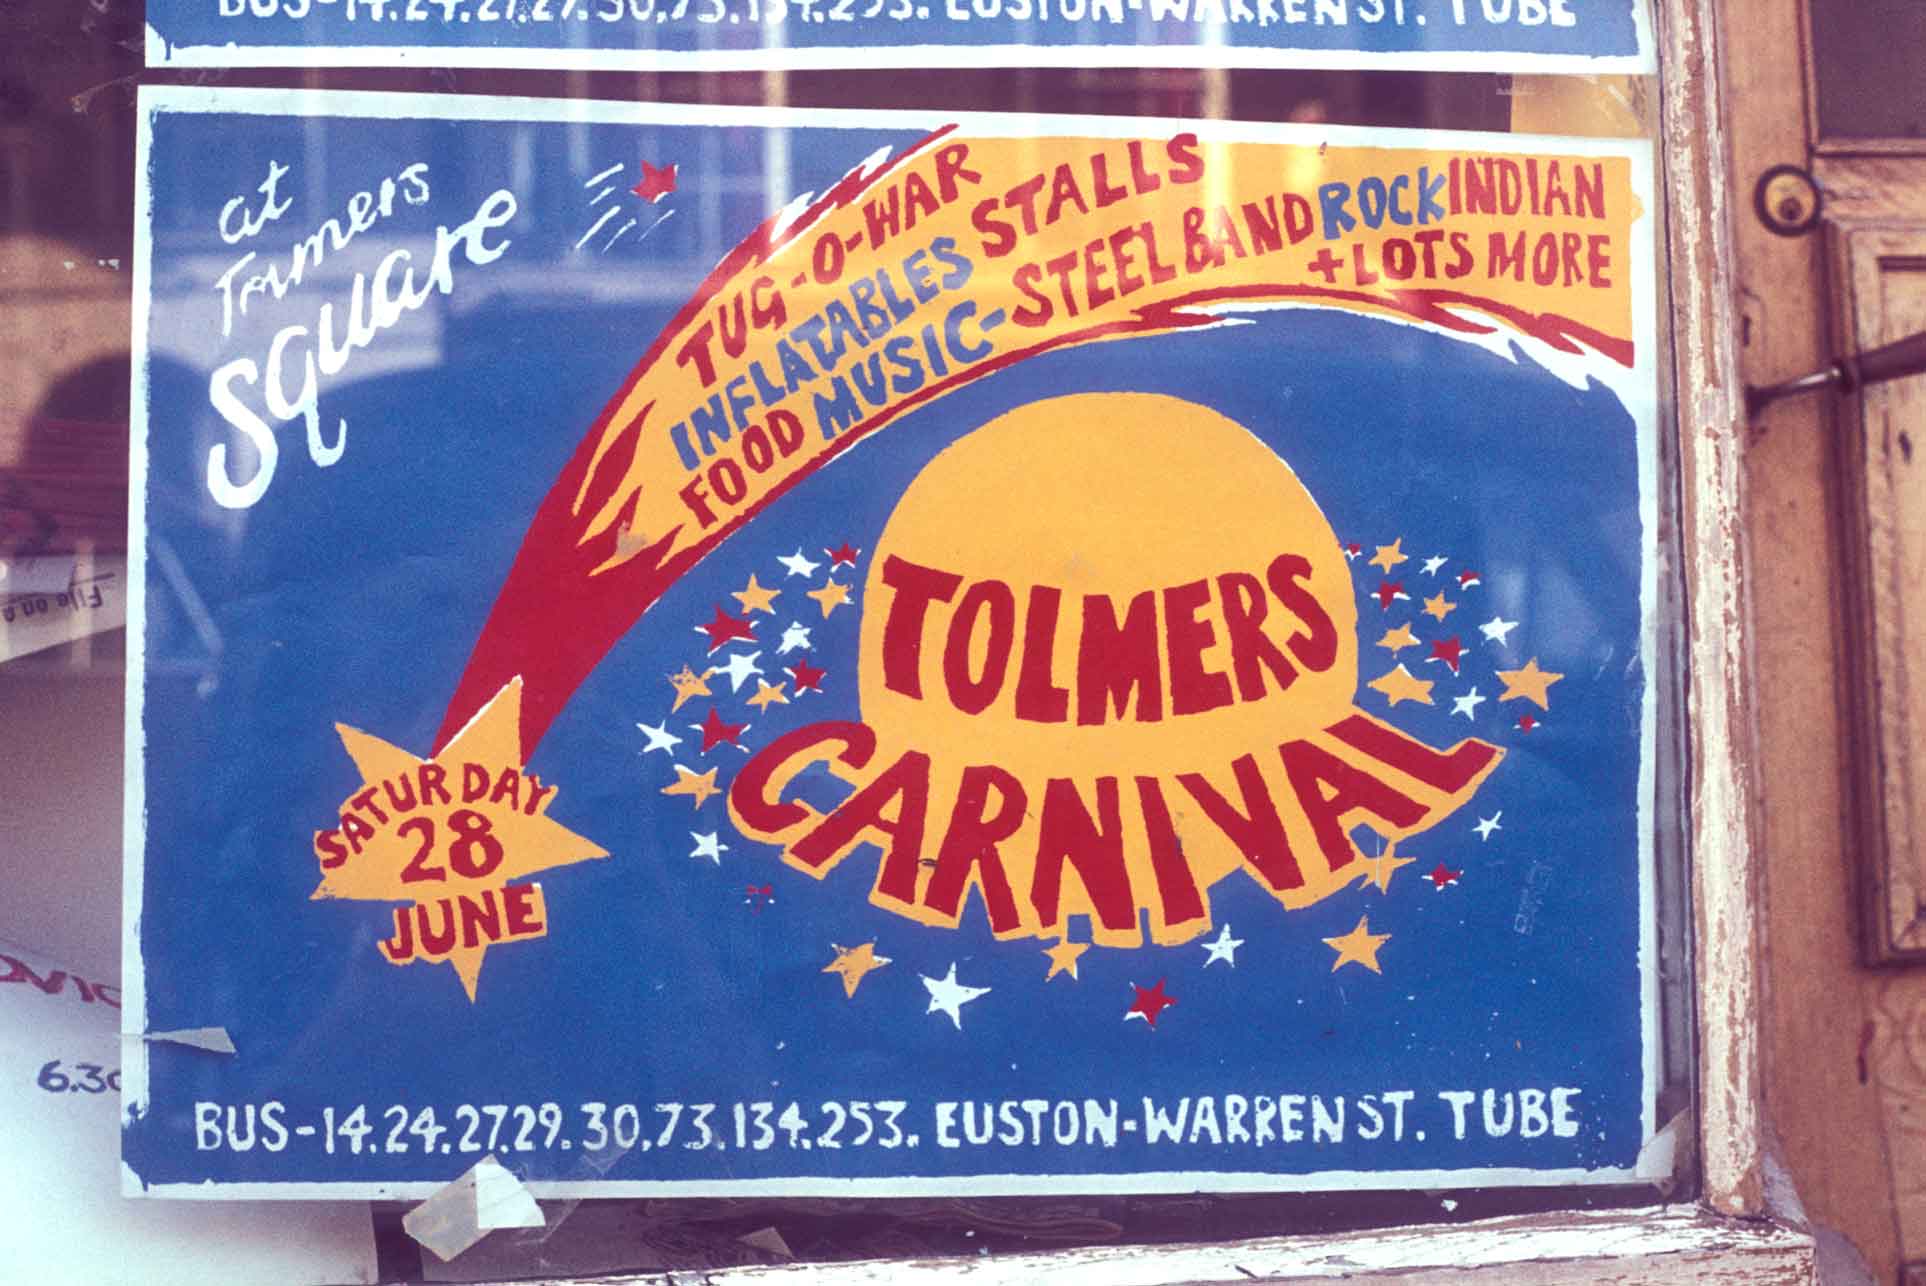 BUS-14.24.27.29.30,73.134.253. EUSTON-WARREN ST. TUBE
at
Tolmers
Square
TUG-O-WAR
INFLATABLES STALLS
FOOD MUSIC-STEEL BAND ROCK INDIAN
+LOTS MORE
TOLMERS
CARNIVAL
SATURDAY
28
JUNE
File on a
6.30
BUS-14.24.27.29.30,73.134.253. EUSTON-WARREN ST. TUBE